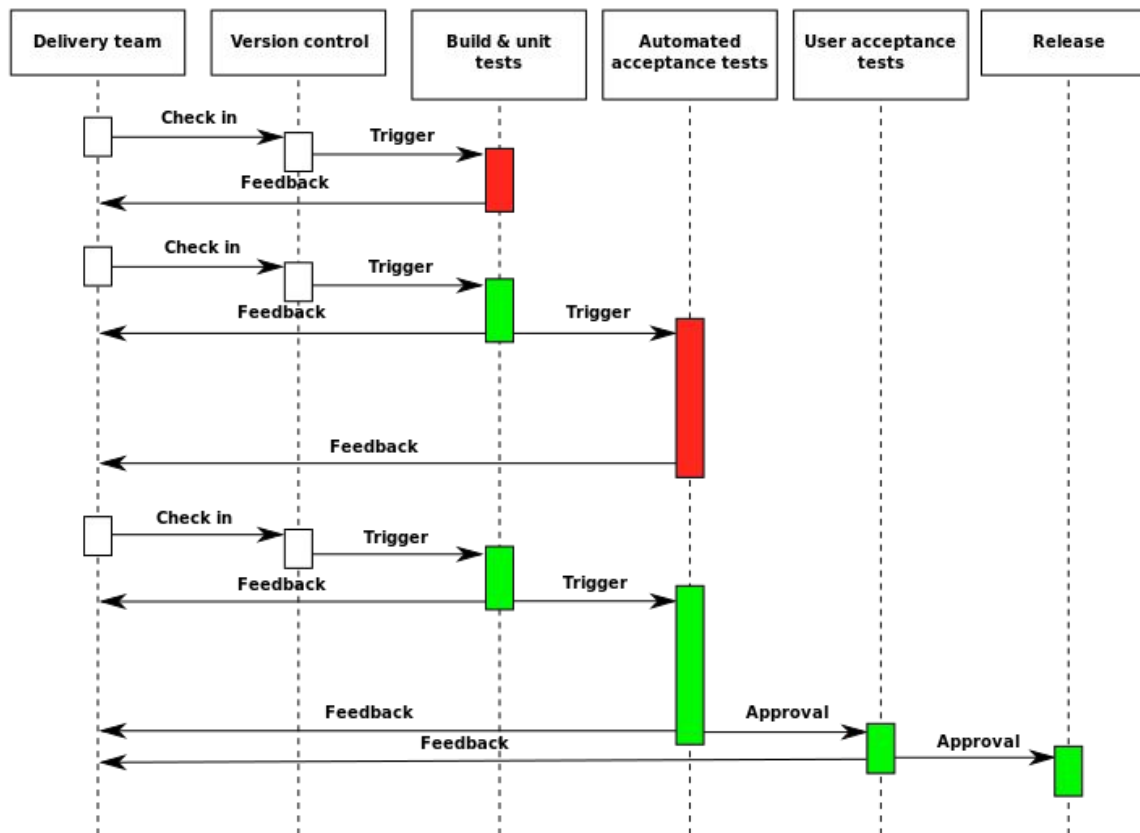 Delivery team
Version control
Build & unit
tests
Automated
acceptance tests
User acceptance
tests
Release
Check in
Trigger
Feedback
Check in
Trigger
Feedback
Trigger
Feedback
Check in
Trigger
Feedback
Trigger
Feedback
Approval
Feedback
Approval